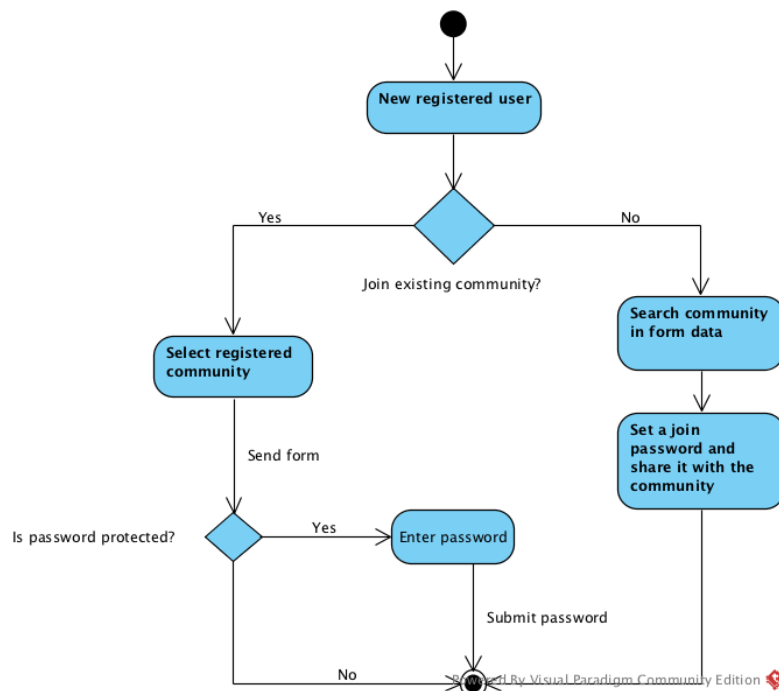 New registered user
Yes
No
Join existing community?
Search community
in form data
Select registered
community
Set a join
password and
share it with the
community
Send form
Is password protected?
Yes
Enter password
Submit password
No
Powered By Visual Paradigm Community Edition